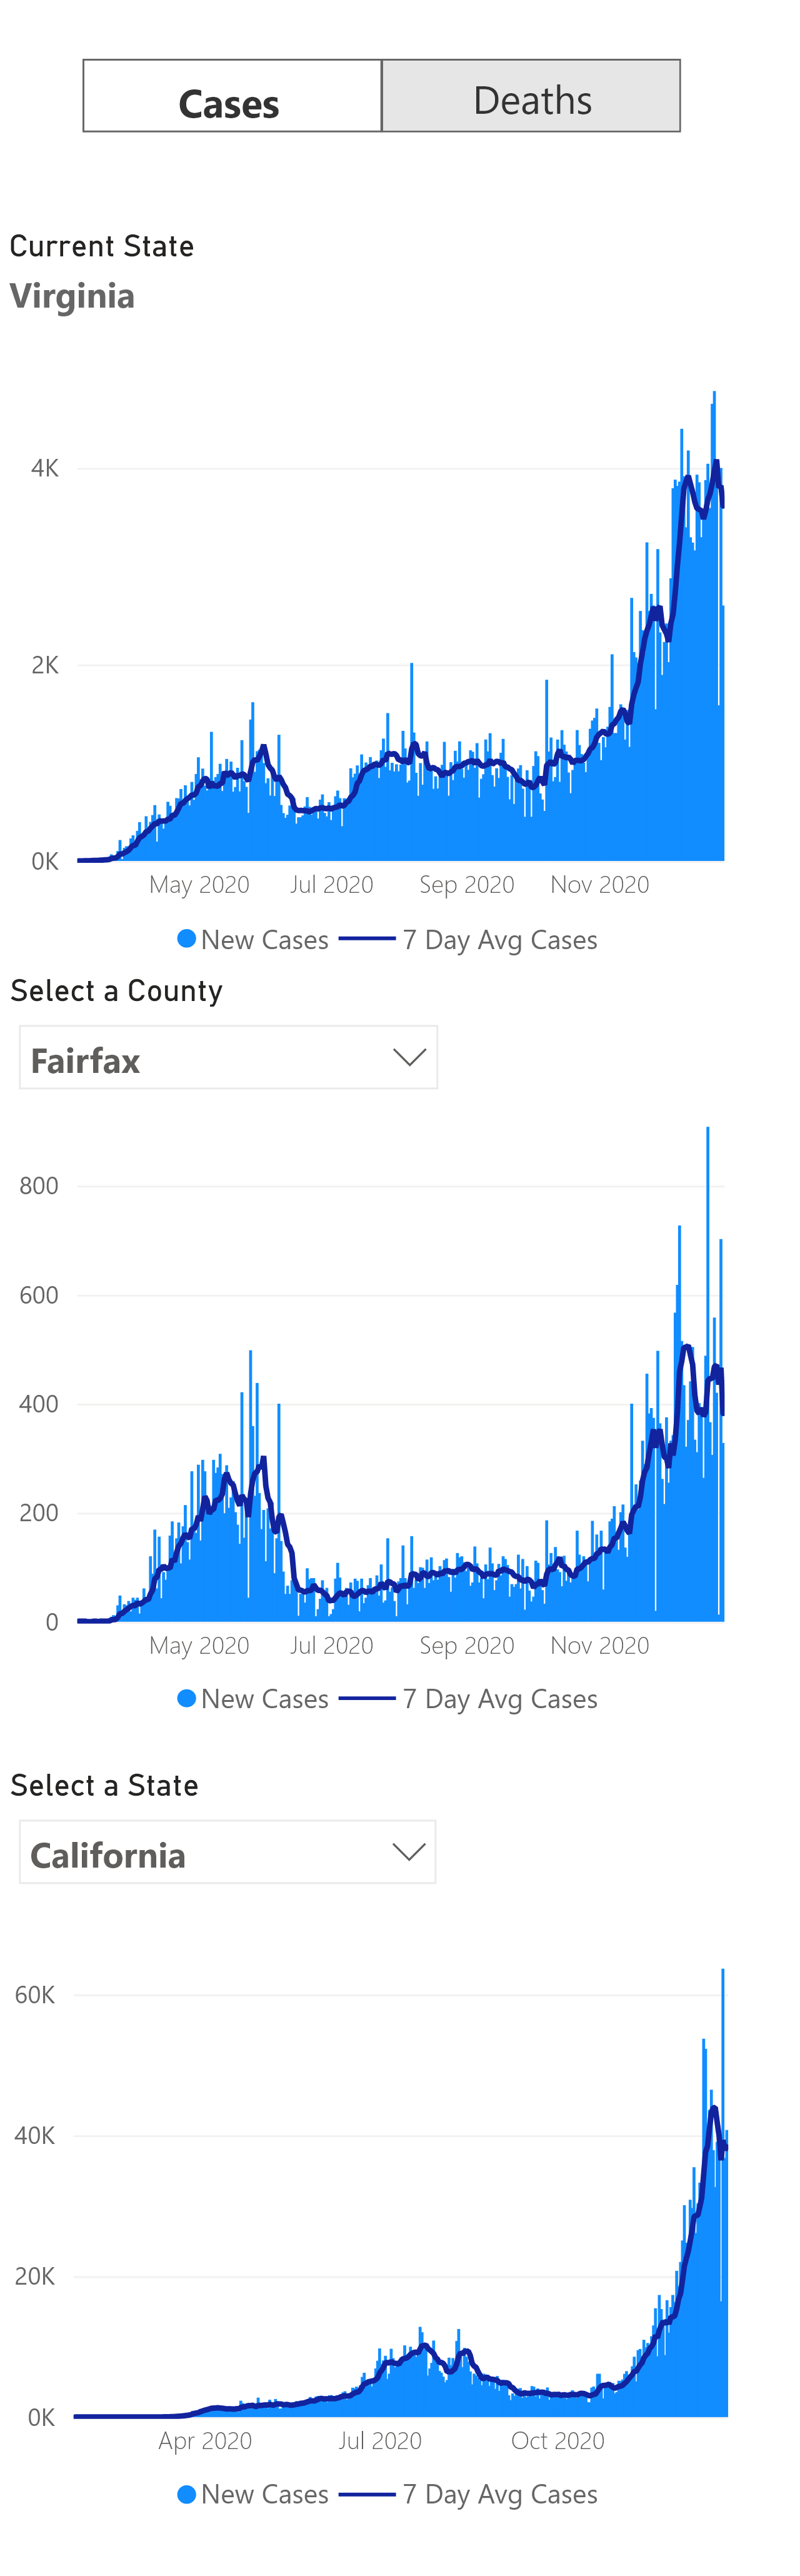 Cases Deaths
Current State
Virginia
4K
2K
0K
May 2020 Jul 2020 Sep 2020 Nov 2020
New Cases 7 Day Avg Cases
Select a County
Fairfax
800
600
400
200
0
May 2020 Jul 2020 Sep 2020 Nov 2020
New Cases 7 Day Avg Cases
Select a State
California
60K
40K
20K
0K
Apr 2020 Jul 2020 Oct 2020
New Cases 7 Day Avg Cases